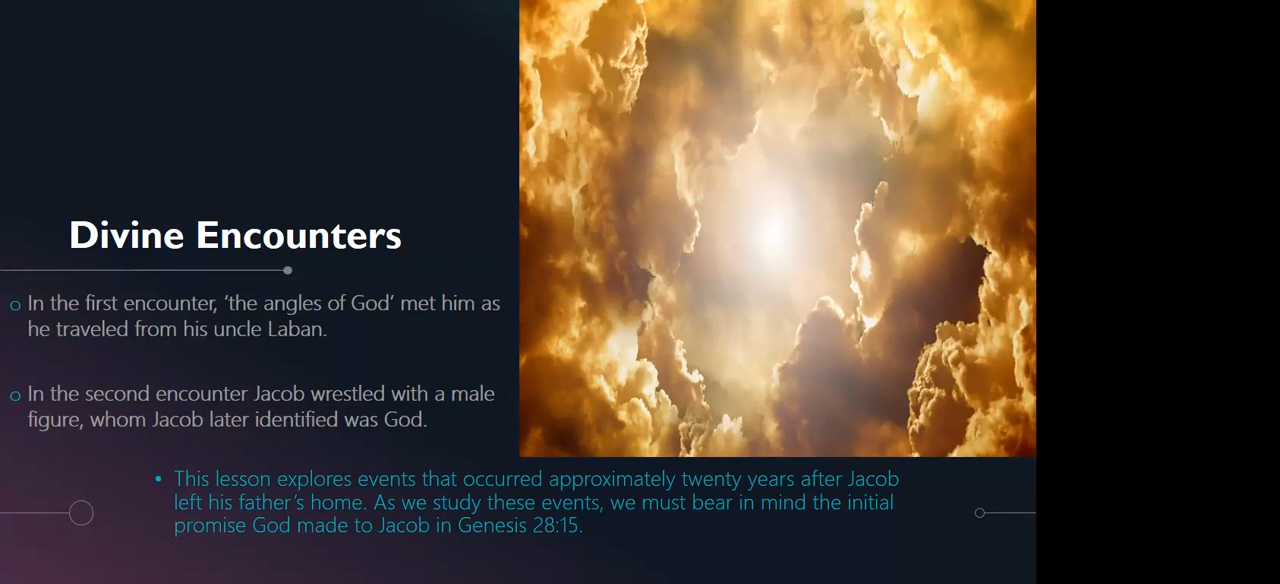 Divine Encounters
o In the first encounter, ‘the angles of God’ met him as
he traveled from his uncle Laban.
o In the second encounter Jacob wrestled with a male
figure, whom Jacob later identified was God.
• This lesson explores events that occurred approximately twenty years after Jacob
left his father’s home. As we study these events, we must bear in mind the initial
promise God made to Jacob in Genesis 28:15.